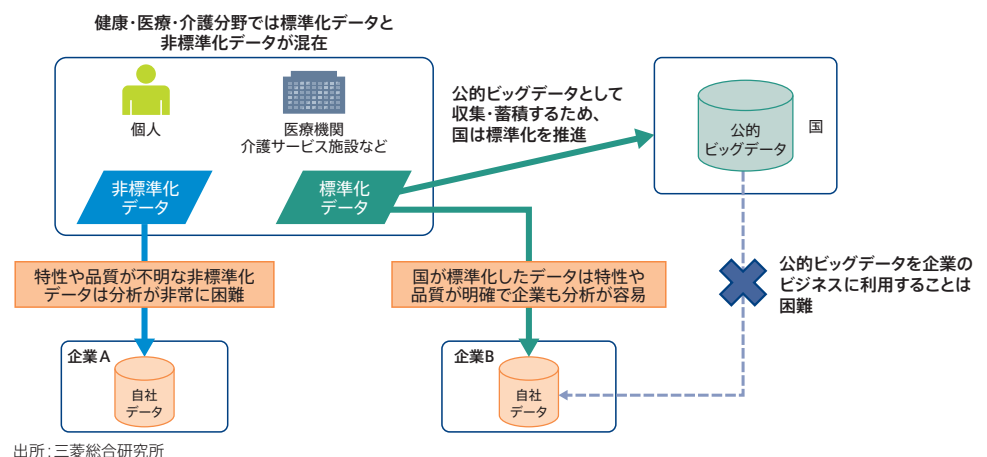 健康・医療・介護分野では標準化データと
非標準化データが混在
個人
医療機関
介護サービス施設など
非標準化
データ
標準化
データ
公的ビッグデータとして
収集・蓄積するため、
国は標準化を推進
公的
ビッグデータ
国
特性や品質が不明な非標準化
データは分析が非常に困難
国が標準化したデータは特性や
品質が明確で企業も分析が容易
公的ビッグデータを企業の
ビジネスに利用することは
困難
企業A
自社
データ
企業B
自社
データ
出所：三菱総合研究所